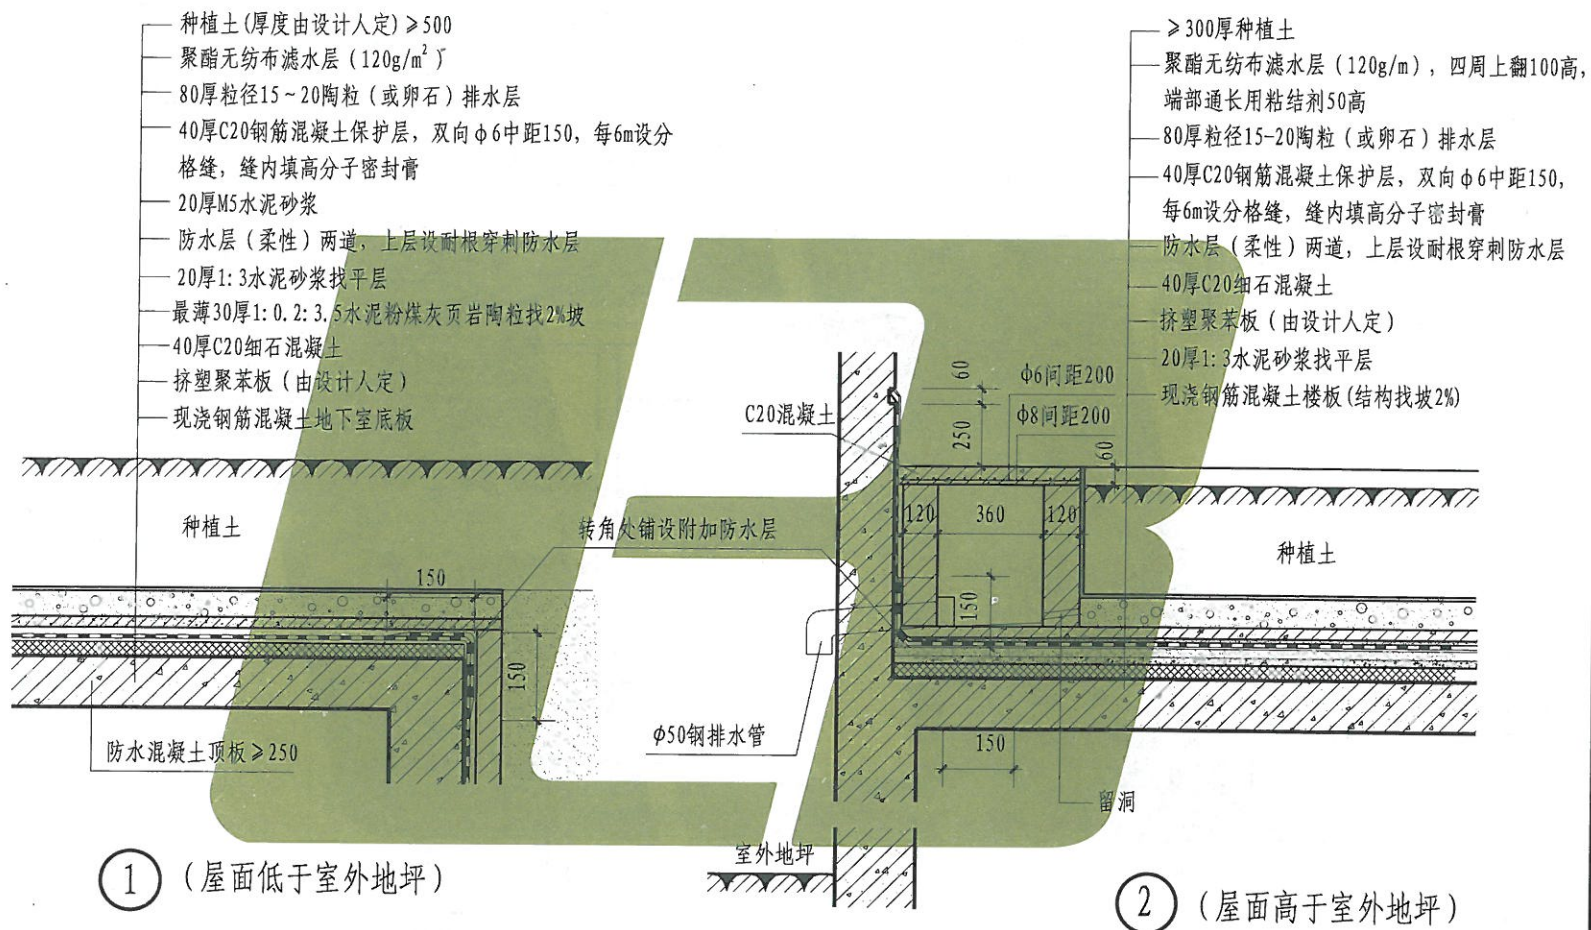 种植土(厚度由设计人定)≥500
聚酯无纺布滤水层（120g/m²）
80厚粒径15~20陶粒（或卵石）排水层
40厚C20钢筋混凝土保护层，双向ф6中距150，每6m设分
格缝，缝内填高分子密封膏
20厚M5水泥砂浆
防水层（柔性）两道，上层设耐根穿刺防水层
20厚1:3水泥砂浆找平层
最薄30厚1:0.2:3.5水泥粉煤灰页岩陶粒找2%坡
40厚C20细石混凝土
挤塑聚苯板（由设计人定）
现浇钢筋混凝土地下室底板
种植土
150
150
防水混凝土顶板≥250
①（屋面低于室外地坪）
≥300厚种植土
聚酯无纺布滤水层（120g/m），四周上翻100高，
端部通长用粘结剂50高
80厚粒径15-20陶粒（或卵石）排水层
40厚C20钢筋混凝土保护层，双向ф6中距150，
每6m设分格缝，缝内填高分子密封膏
防水层（柔性）两道，上层设耐根穿刺防水层
40厚C20细石混凝土
挤塑聚苯板（由设计人定）
20厚1:3水泥砂浆找平层
现浇钢筋混凝土楼板(结构找坡2%)
60
ф6间距200
C20混凝土
ф8间距200
250
60
120
360
120
转角处铺设附加防水层
种植土
150
ф50钢排水管
150
留洞
室外地坪
②（屋面高于室外地坪）